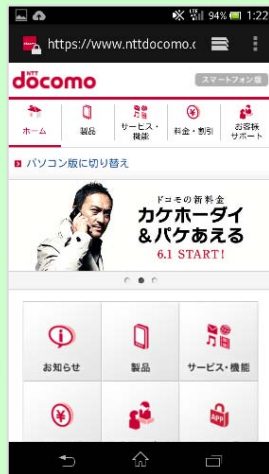 94% 1:22
https://www.nttdocomo.c
NTT
döcomo
スマートフォン版
ホーム
製品
サービス・
機能
料金・割引
お客様
サポート
パソコン版に切り替え
ドコモの新料金
カケホーダイ
&パケあえる
6.1 START!
お知らせ
製品
サービス・機能
APP